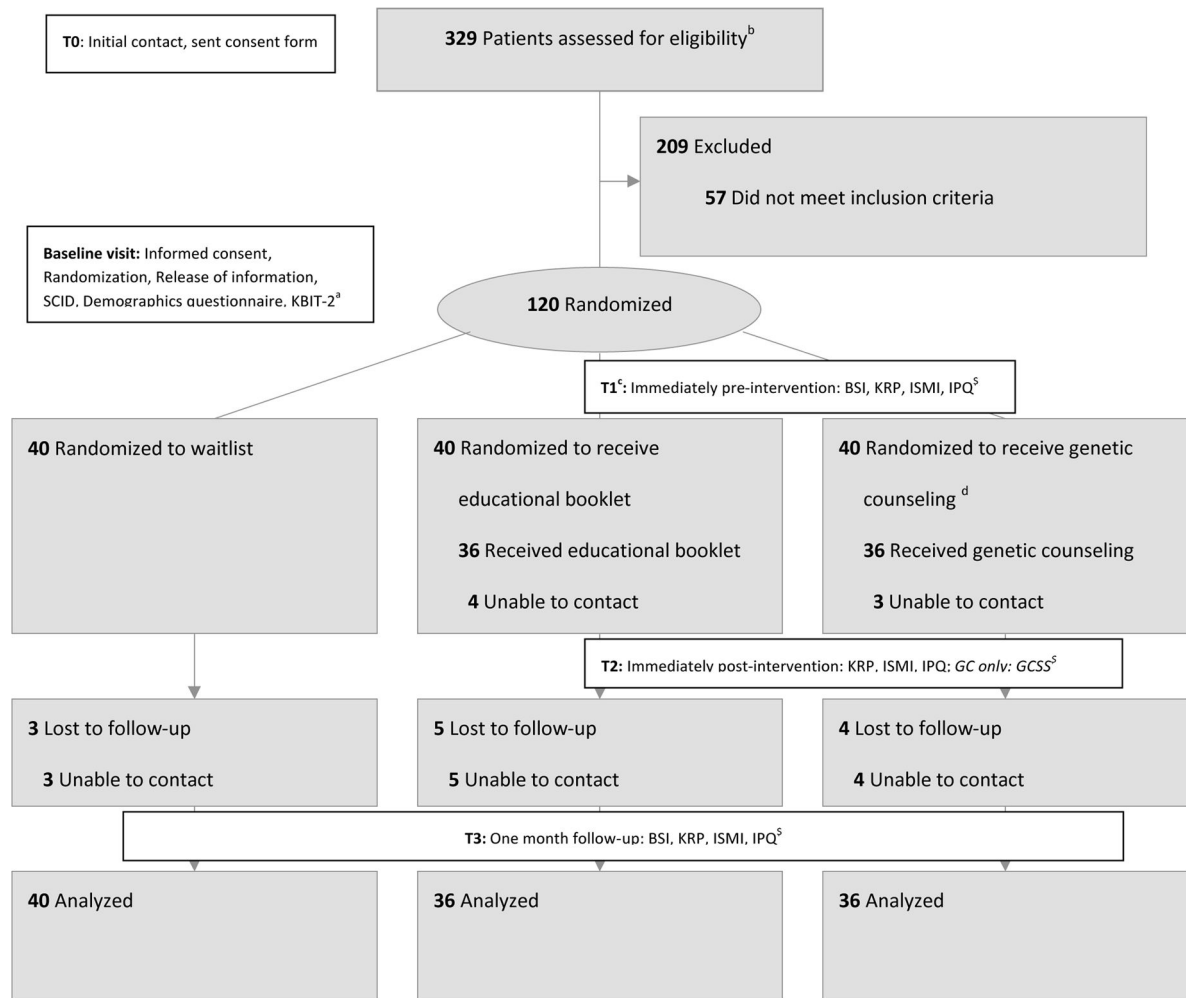 T0: Initial contact, sent consent form
329 Patients assessed for eligibility^b
209 Excluded
57 Did not meet inclusion criteria
Baseline visit: Informed consent,
Randomization, Release of information,
SCID, Demographics questionnaire, KBIT-2^a
120 Randomized
T1^c: Immediately pre-intervention: BSI, KRP, ISMI, IPQ^$
40 Randomized to waitlist
40 Randomized to receive
educational booklet
36 Received educational booklet
4 Unable to contact
40 Randomized to receive genetic
counseling ^d
36 Received genetic counseling
3 Unable to contact
T2: Immediately post-intervention: KRP, ISMI, IPQ; GC only: GCSS^$
3 Lost to follow-up
3 Unable to contact
5 Lost to follow-up
5 Unable to contact
4 Lost to follow-up
4 Unable to contact
T3: One month follow-up: BSI, KRP, ISMI, IPQ^$
40 Analyzed
36 Analyzed
36 Analyzed